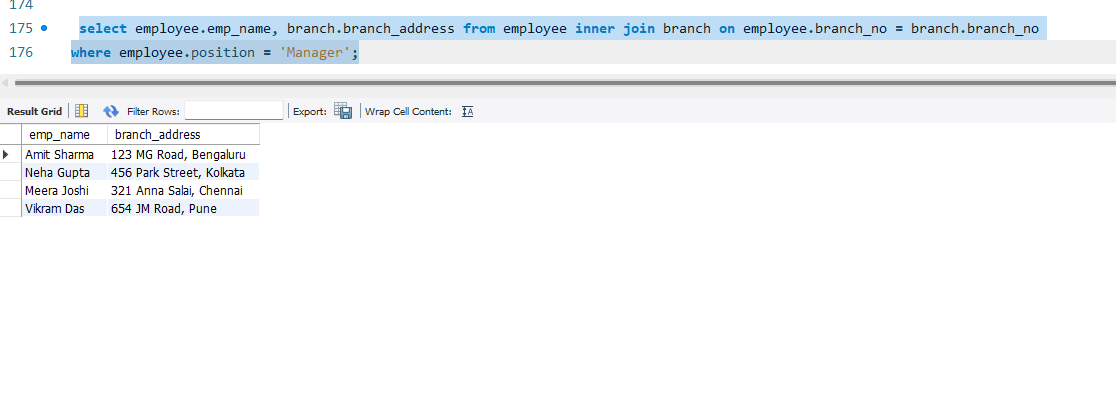 174
175 select employee.emp_name, branch.branch_address from employee inner join branch on employee.branch_no = branch.branch_no
176 where employee.position = 'Manager';
Result Grid Filter Rows: Export: Wrap Cell Content:
emp_name branch_address
Amit Sharma 123 MG Road, Bengaluru
Neha Gupta 456 Park Street, Kolkata
Meera Joshi 321 Anna Salai, Chennai
Vikram Das 654 JM Road, Pune